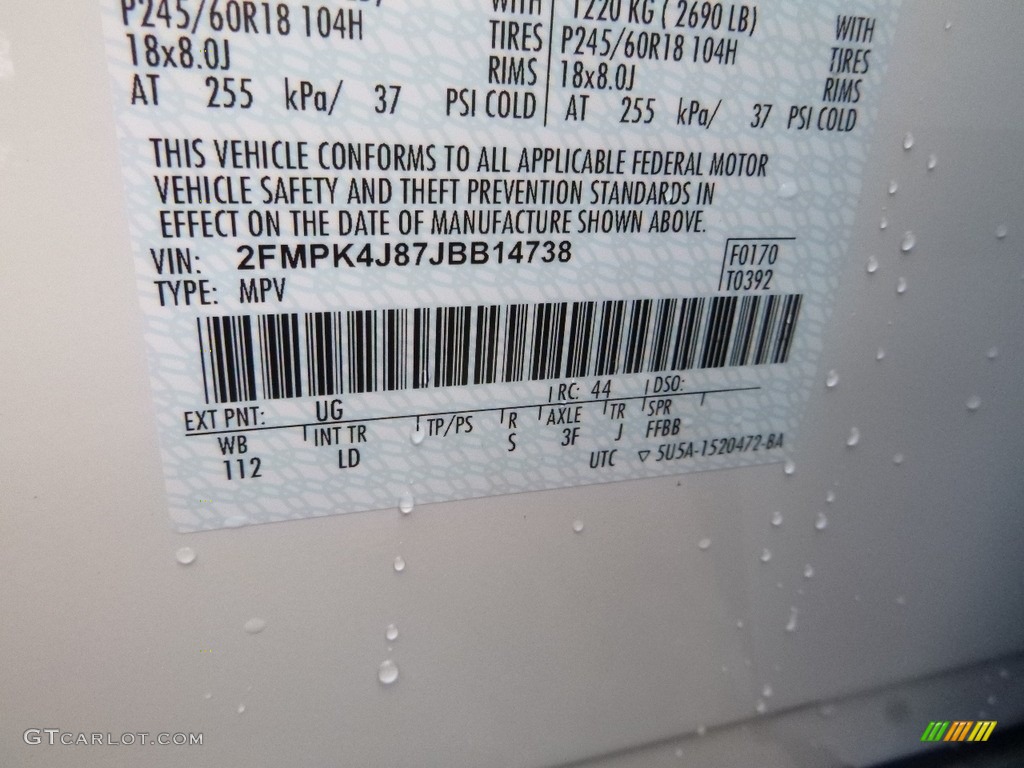 P245/60R18 104H WITH TIRES
18x8.0J RIMS
AT 255 kPa/ 37 PSI COLD
1220 KG ( 2690 LB) WITH
P245/60R18 104H TIRES
18x8.0J RIMS
AT 255 kPa/ 37 PSI COLD
THIS VEHICLE CONFORMS TO ALL APPLICABLE FEDERAL MOTOR
VEHICLE SAFETY AND THEFT PREVENTION STANDARDS IN
EFFECT ON THE DATE OF MANUFACTURE SHOWN ABOVE.
VIN: 2FMPK4J87JBB14738 F0170
TYPE: MPV T0392
EXT PNT: UG RC: 44 DSO:
WB INT TR TP/PS R AXLE TR SPR
112 LD S 3F J FFBB
UTC ▽ 5U5A-1520472-BA
GTCARLOT.COM